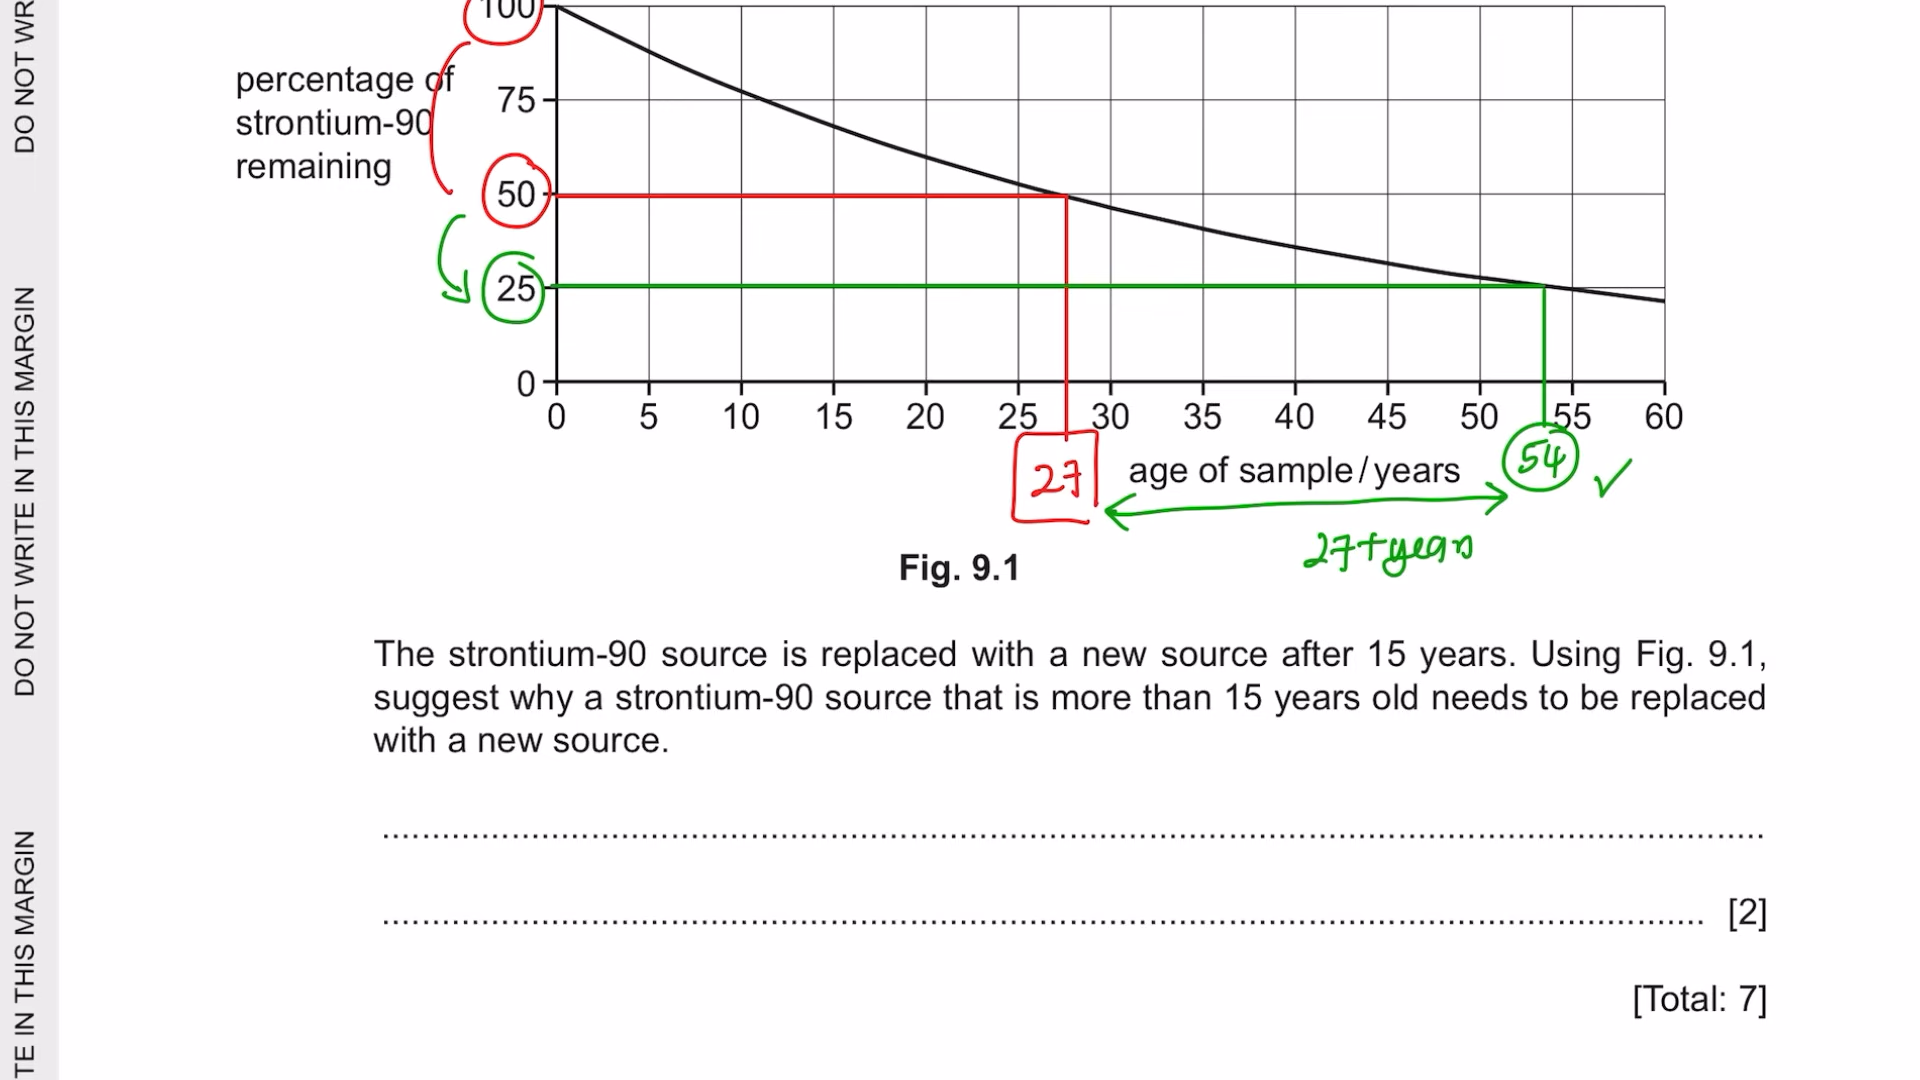 DO NOT WR
DO NOT WRITE IN THIS MARGIN
TE IN THIS MARGIN
percentage of
strontium-90
remaining
100
75
50
25
0
0 5 10 15 20 25 30 35 40 45 50 55 60
27
age of sample/years
54
27+years
Fig. 9.1
The strontium-90 source is replaced with a new source after 15 years. Using Fig. 9.1,
suggest why a strontium-90 source that is more than 15 years old needs to be replaced
with a new source.
[2]
[Total: 7]